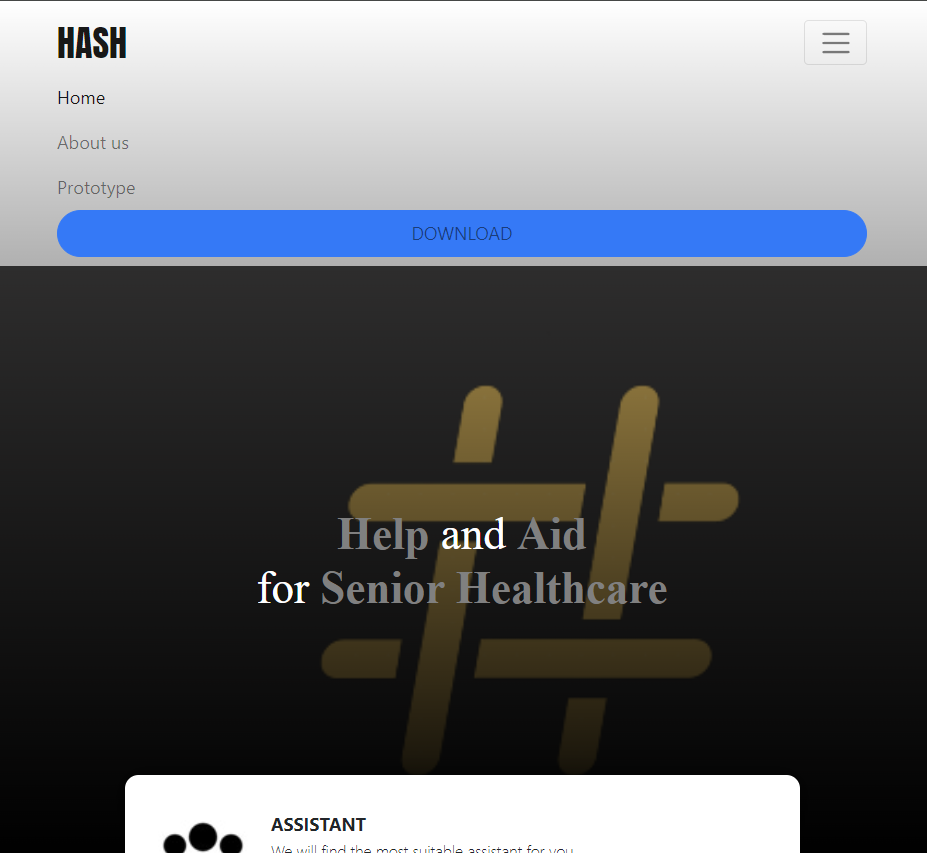 HASH
Home
About us
Prototype
DOWNLOAD
Help and Aid
for Senior Healthcare
ASSISTANT
We will find the most suitable assistant for you